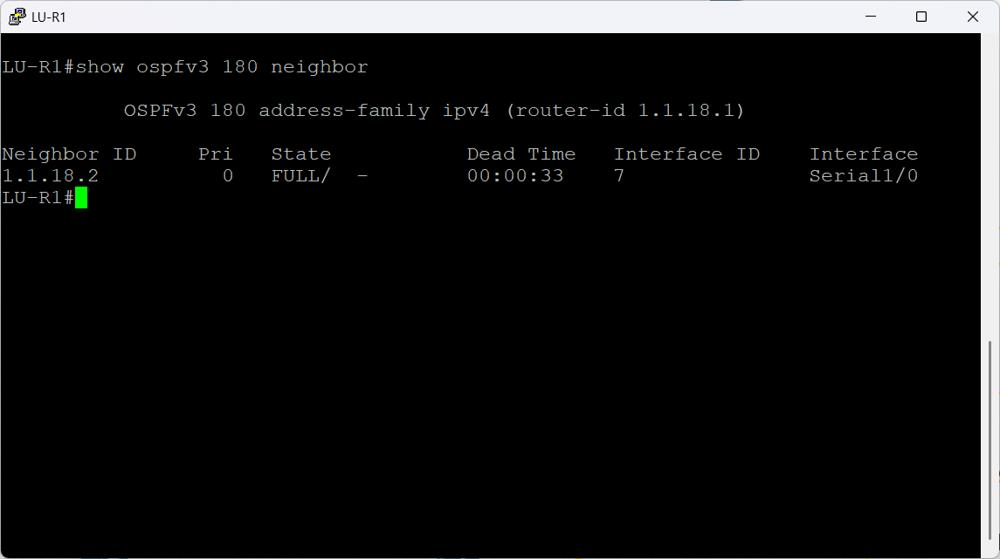 LU-R1
LU-R1#show ospfv3 180 neighbor
OSPFv3 180 address-family ipv4 (router-id 1.1.18.1)
Neighbor ID     Pri   State           Dead Time   Interface ID    Interface
1.1.18.2          0   FULL/  -        00:00:33    7               Serial1/0
LU-R1#